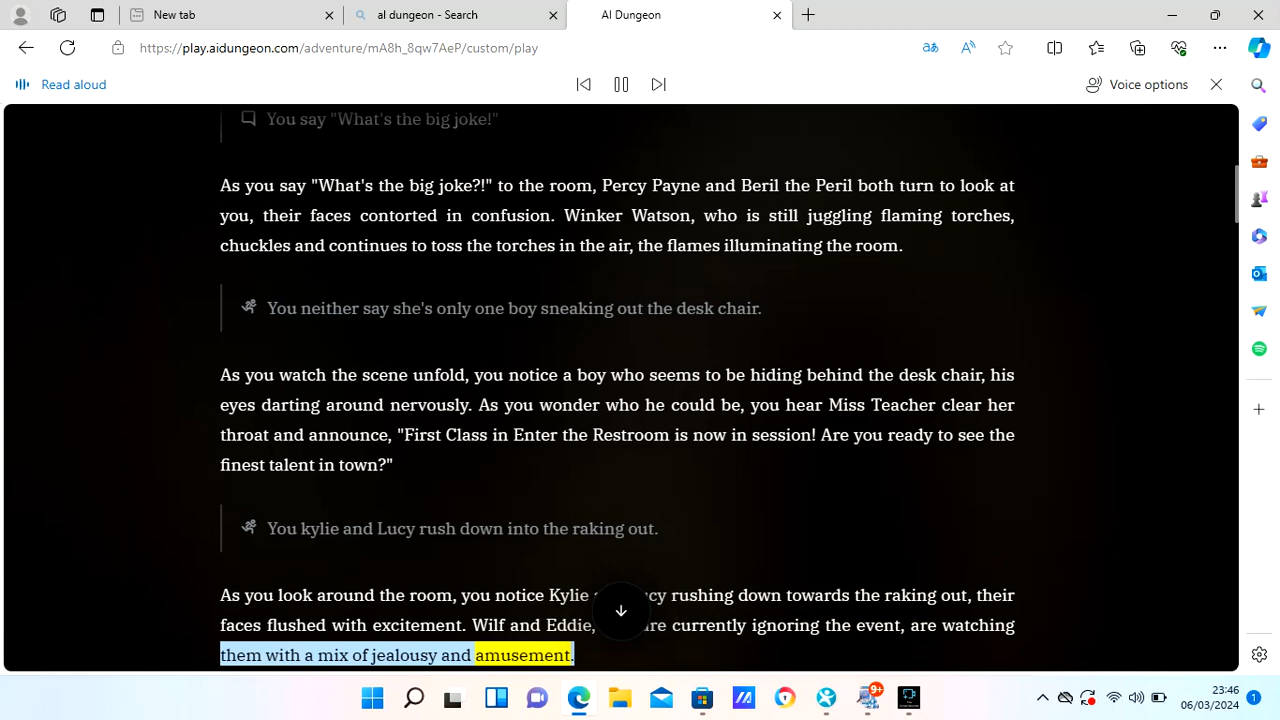 New tab
al dungeon - Search
AI Dungeon
https://play.aidungeon.com/adventure/mA8h_8qw7AeP/custom/play
Read aloud
Voice options
You say "What's the big joke!"
As you say "What's the big joke?!" to the room, Percy Payne and Beril the Peril both turn to look at
you, their faces contorted in confusion. Winker Watson, who is still juggling flaming torches,
chuckles and continues to toss the torches in the air, the flames illuminating the room.
You neither say she's only one boy sneaking out the desk chair.
As you watch the scene unfold, you notice a boy who seems to be hiding behind the desk chair, his
eyes darting around nervously. As you wonder who he could be, you hear Miss Teacher clear her
throat and announce, "First Class in Enter the Restroom is now in session! Are you ready to see the
finest talent in town?"
You kylie and Lucy rush down into the raking out.
As you look around the room, you notice Kylie rushing down towards the raking out, their
faces flushed with excitement. Wilf and Eddie, are currently ignoring the event, are watching
them with a mix of jealousy and amusement.
9+
23:46
06/03/2024
1